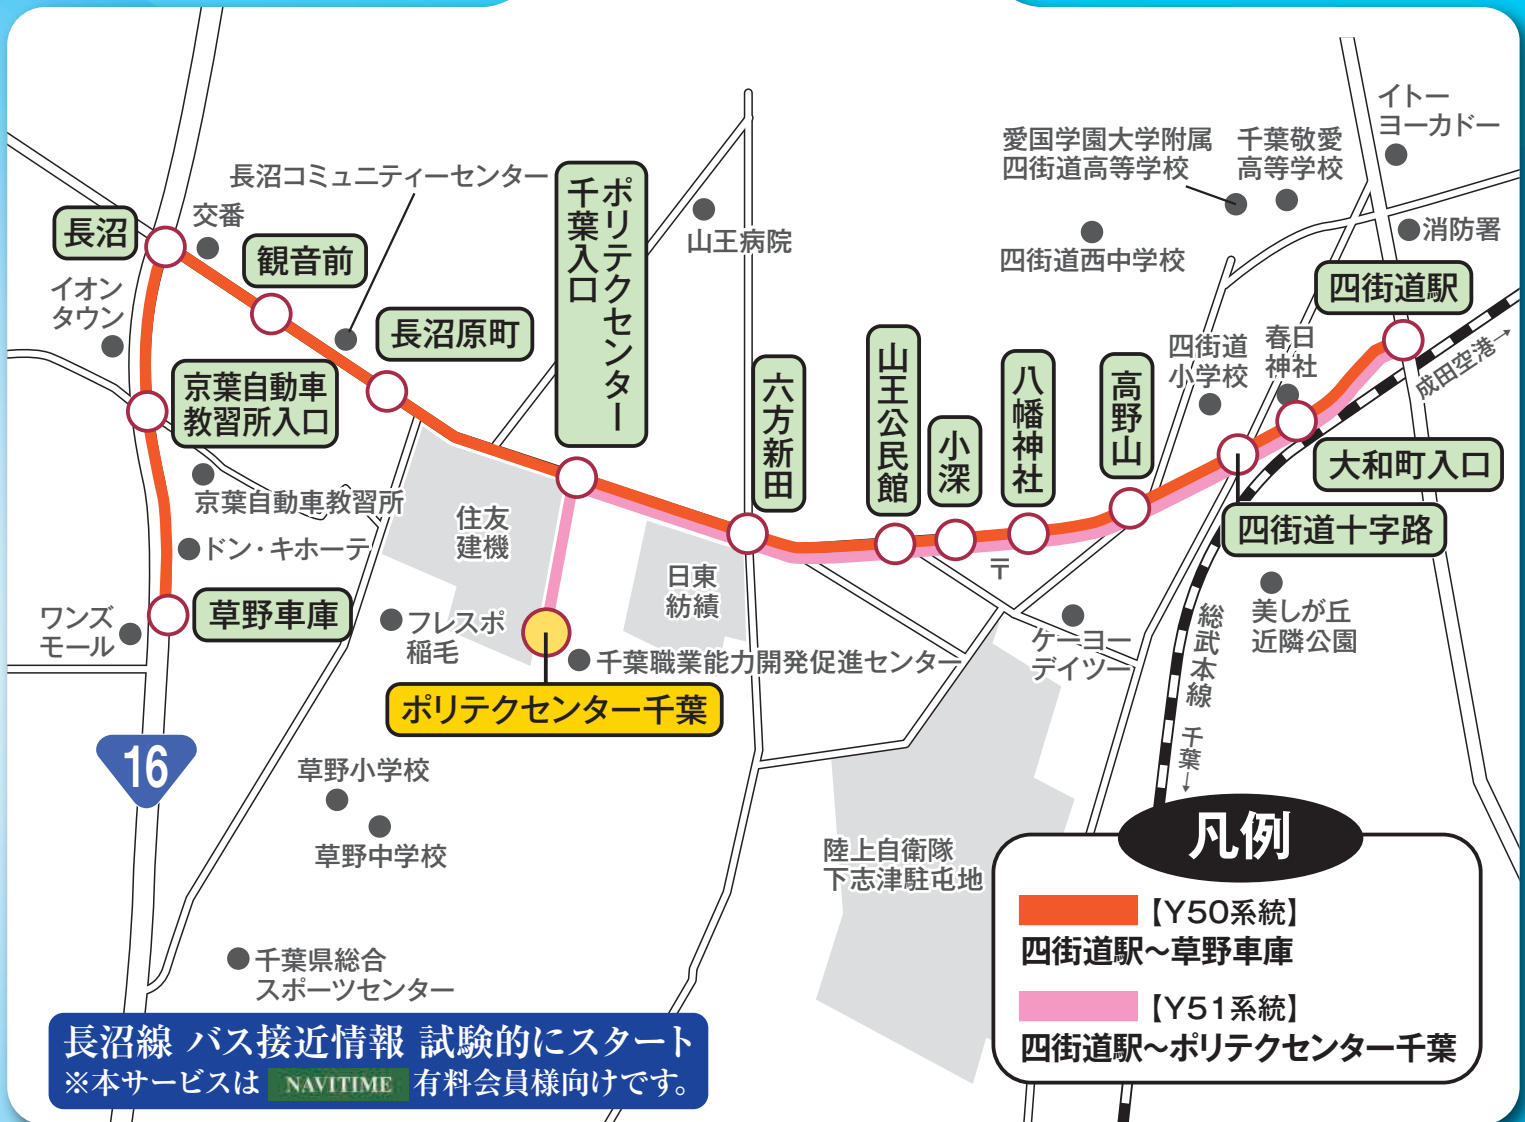 イトー
ヨーカドー
愛国学園大学附属
四街道高等学校
千葉敬愛
高等学校
長沼コミュニティーセンター
ポリテクセンター
千葉入口
交番
長沼
山王病院
消防署
四街道西中学校
観音前
四街道駅
イオン
タウン
長沼原町
四街道
小学校
春日
神社
成田空港→
京葉自動車
教習所入口
六方新田
山王公民館
小深
八幡神社
高野山
大和町入口
京葉自動車教習所
四街道十字路
住友
建機
ドン・キホーテ
〒
日東
紡績
草野車庫
ワンズ
モール
フレスポ
稲毛
千葉職業能力開発促進センター
ケーヨー
デイツー
総武本線
美しが丘
近隣公園
ポリテクセンター千葉
千葉→
16
草野小学校
草野中学校
陸上自衛隊
下志津駐屯地
凡例
【Y50系統】
四街道駅〜草野車庫
【Y51系統】
四街道駅〜ポリテクセンター千葉
千葉県総合
スポーツセンター
長沼線 バス接近情報 試験的にスタート
※本サービスは NAVITIME 有料会員様向けです。